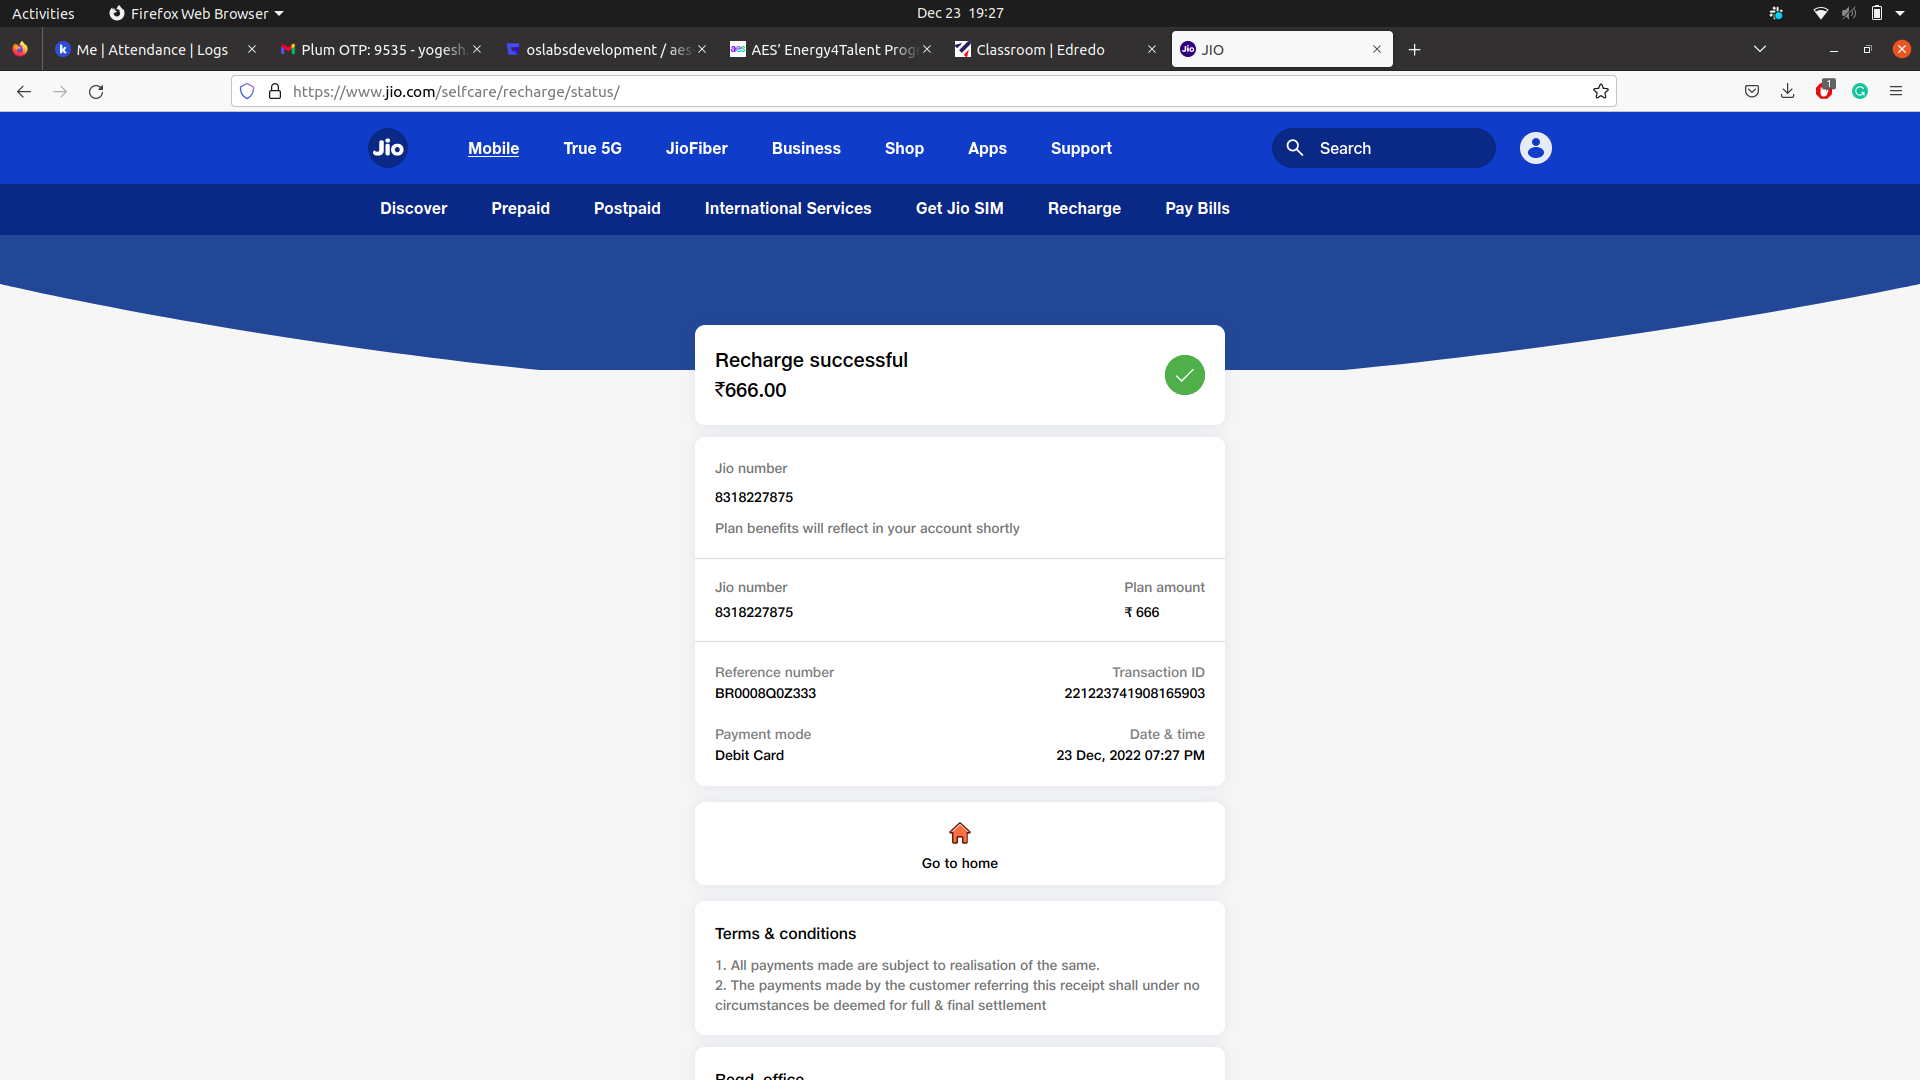 Activities
Firefox Web Browser
Dec 23 19:27
Me | Attendance | Logs
Plum OTP: 9535 - yogesh
oslabsdevelopment / aes
aes
AES’ Energy4Talent Prog
Classroom | Edredo
Jio
JIO
https://www.jio.com/selfcare/recharge/status/
1
Jio
Mobile
True 5G
JioFiber
Business
Shop
Apps
Support
Search
Discover
Prepaid
Postpaid
International Services
Get Jio SIM
Recharge
Pay Bills
Recharge successful
₹666.00
Jio number
8318227875
Plan benefits will reflect in your account shortly
Jio number
Plan amount
8318227875
₹ 666
Reference number
Transaction ID
BR0008Q0Z333
221223741908165903
Payment mode
Date & time
Debit Card
23 Dec, 2022 07:27 PM
Go to home
Terms & conditions
1. All payments made are subject to realisation of the same.
2. The payments made by the customer referring this receipt shall under no
circumstances be deemed for full & final settlement
Regd. office